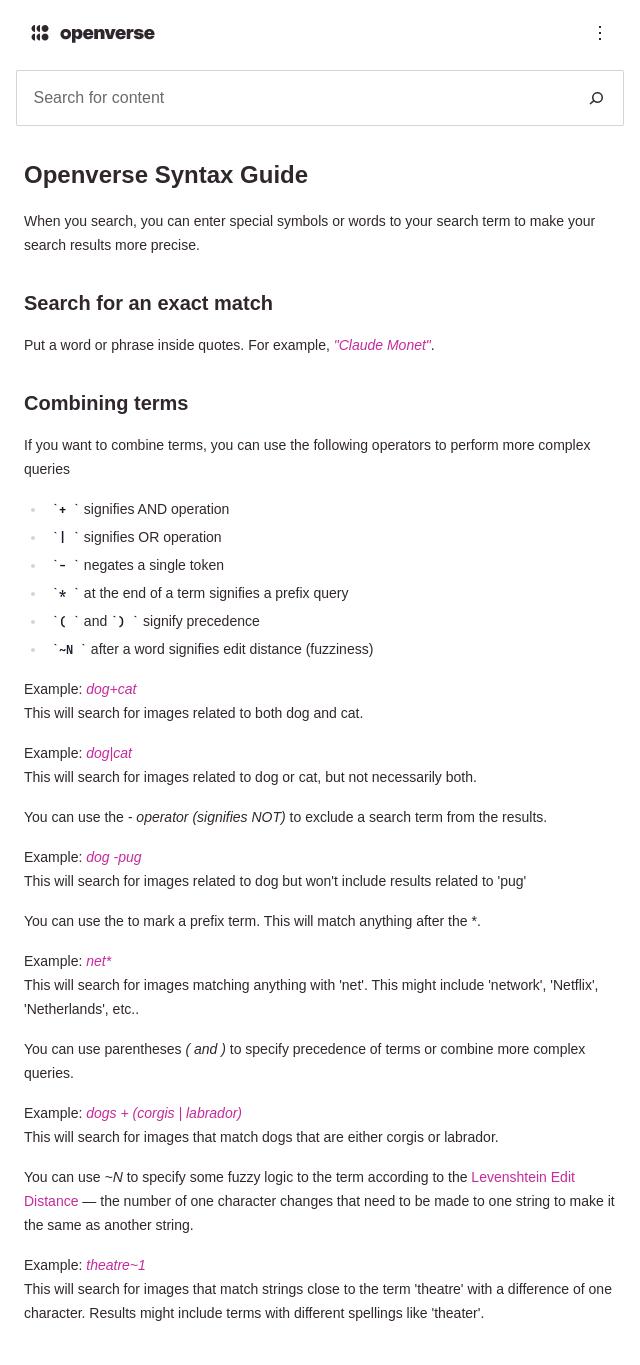 openverse
Search for content
Openverse Syntax Guide
When you search, you can enter special symbols or words to your search term to make your
search results more precise.
Search for an exact match
Put a word or phrase inside quotes. For example, "Claude Monet".
Combining terms
If you want to combine terms, you can use the following operators to perform more complex
queries
`+ ` signifies AND operation
`| ` signifies OR operation
`- ` negates a single token
`* ` at the end of a term signifies a prefix query
`( ` and `) ` signify precedence
`~N ` after a word signifies edit distance (fuzziness)
Example: dog+cat
This will search for images related to both dog and cat.
Example: dog|cat
This will search for images related to dog or cat, but not necessarily both.
You can use the - operator (signifies NOT) to exclude a search term from the results.
Example: dog -pug
This will search for images related to dog but won't include results related to 'pug'
You can use the to mark a prefix term. This will match anything after the *.
Example: net*
This will search for images matching anything with 'net'. This might include 'network', 'Netflix',
'Netherlands', etc..
You can use parentheses ( and ) to specify precedence of terms or combine more complex
queries.
Example: dogs + (corgis | labrador)
This will search for images that match dogs that are either corgis or labrador.
You can use ~N to specify some fuzzy logic to the term according to the Levenshtein Edit
Distance — the number of one character changes that need to be made to one string to make it
the same as another string.
Example: theatre~1
This will search for images that match strings close to the term 'theatre' with a difference of one
character. Results might include terms with different spellings like 'theater'.